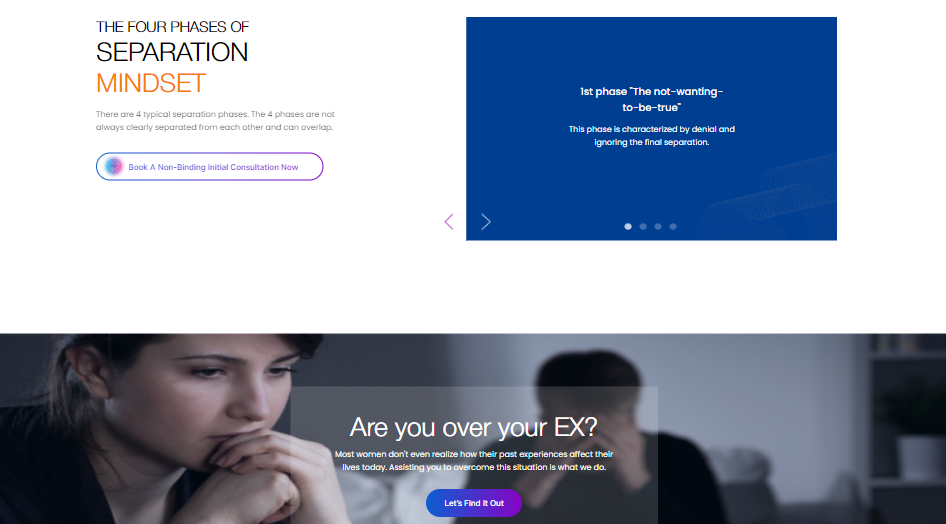 THE FOUR PHASES OF
SEPARATION
MINDSET
There are 4 typical separation phases. The 4 phases are not
always clearly separated from each other and can overlap.
Book A Non-Binding Initial Consultation Now
1st phase "The not-wanting-
to-be-true"
This phase is characterized by denial and
ignoring the final separation.
Are you over your EX?
Most women don't even realize how their past experiences affect their
lives today. Assisting you to overcome this situation is what we do.
Let's Find It Out